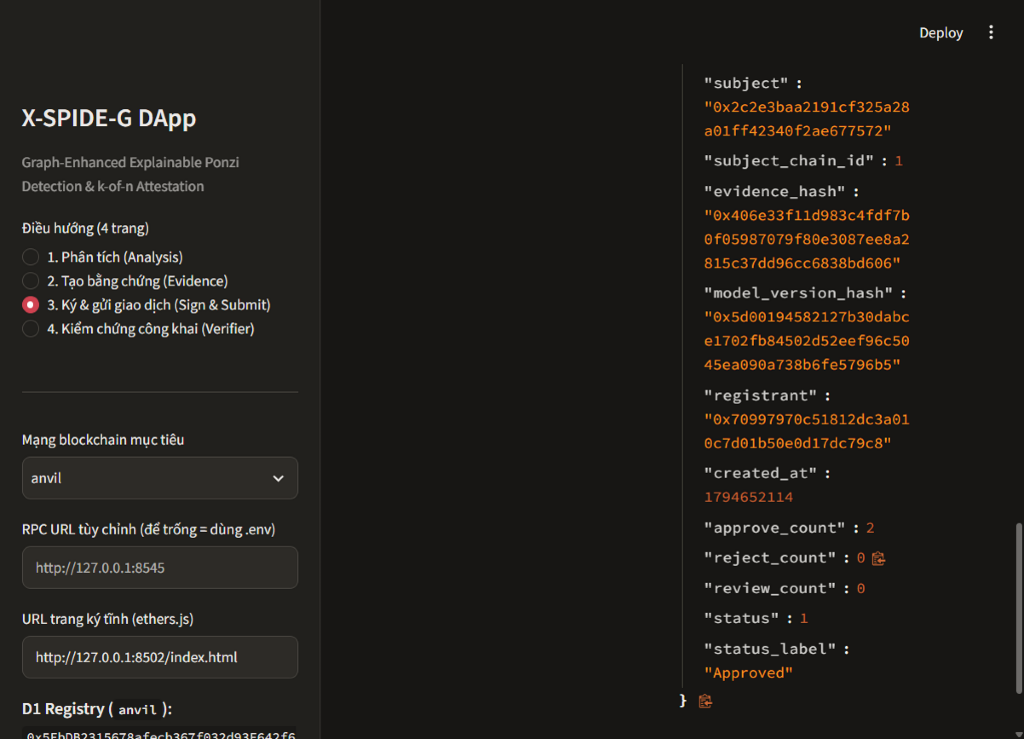 Deploy
X-SPIDE-G DApp
Graph-Enhanced Explainable Ponzi
Detection & k-of-n Attestation
Điều hướng (4 trang)
1. Phân tích (Analysis)
2. Tạo bằng chứng (Evidence)
3. Ký & gửi giao dịch (Sign & Submit)
4. Kiểm chứng công khai (Verifier)
Mạng blockchain mục tiêu
anvil
RPC URL tùy chỉnh (để trống = dùng .env)
http://127.0.0.1:8545
URL trang ký tĩnh (ethers.js)
http://127.0.0.1:8502/index.html
D1 Registry ( anvil ):
"subject" :
"0x2c2e3baa2191cf325a28
a01ff42340f2ae677572"
"subject_chain_id" : 1
"evidence_hash" :
"0x406e33f11d983c4fdf7b
0f05987079f80e3087ee8a2
815c37dd96cc6838bd606"
"model_version_hash" :
"0x5d00194582127b30dabc
e1702fb84502d52eef96c50
45ea090a738b6fe5796b5"
"registrant" :
"0x70997970c51812dc3a01
0c7d01b50e0d17dc79c8"
"created_at" :
1794652114
"approve_count" : 2
"reject_count" : 0
"review_count" : 0
"status" : 1
"status_label" :
"Approved"
}